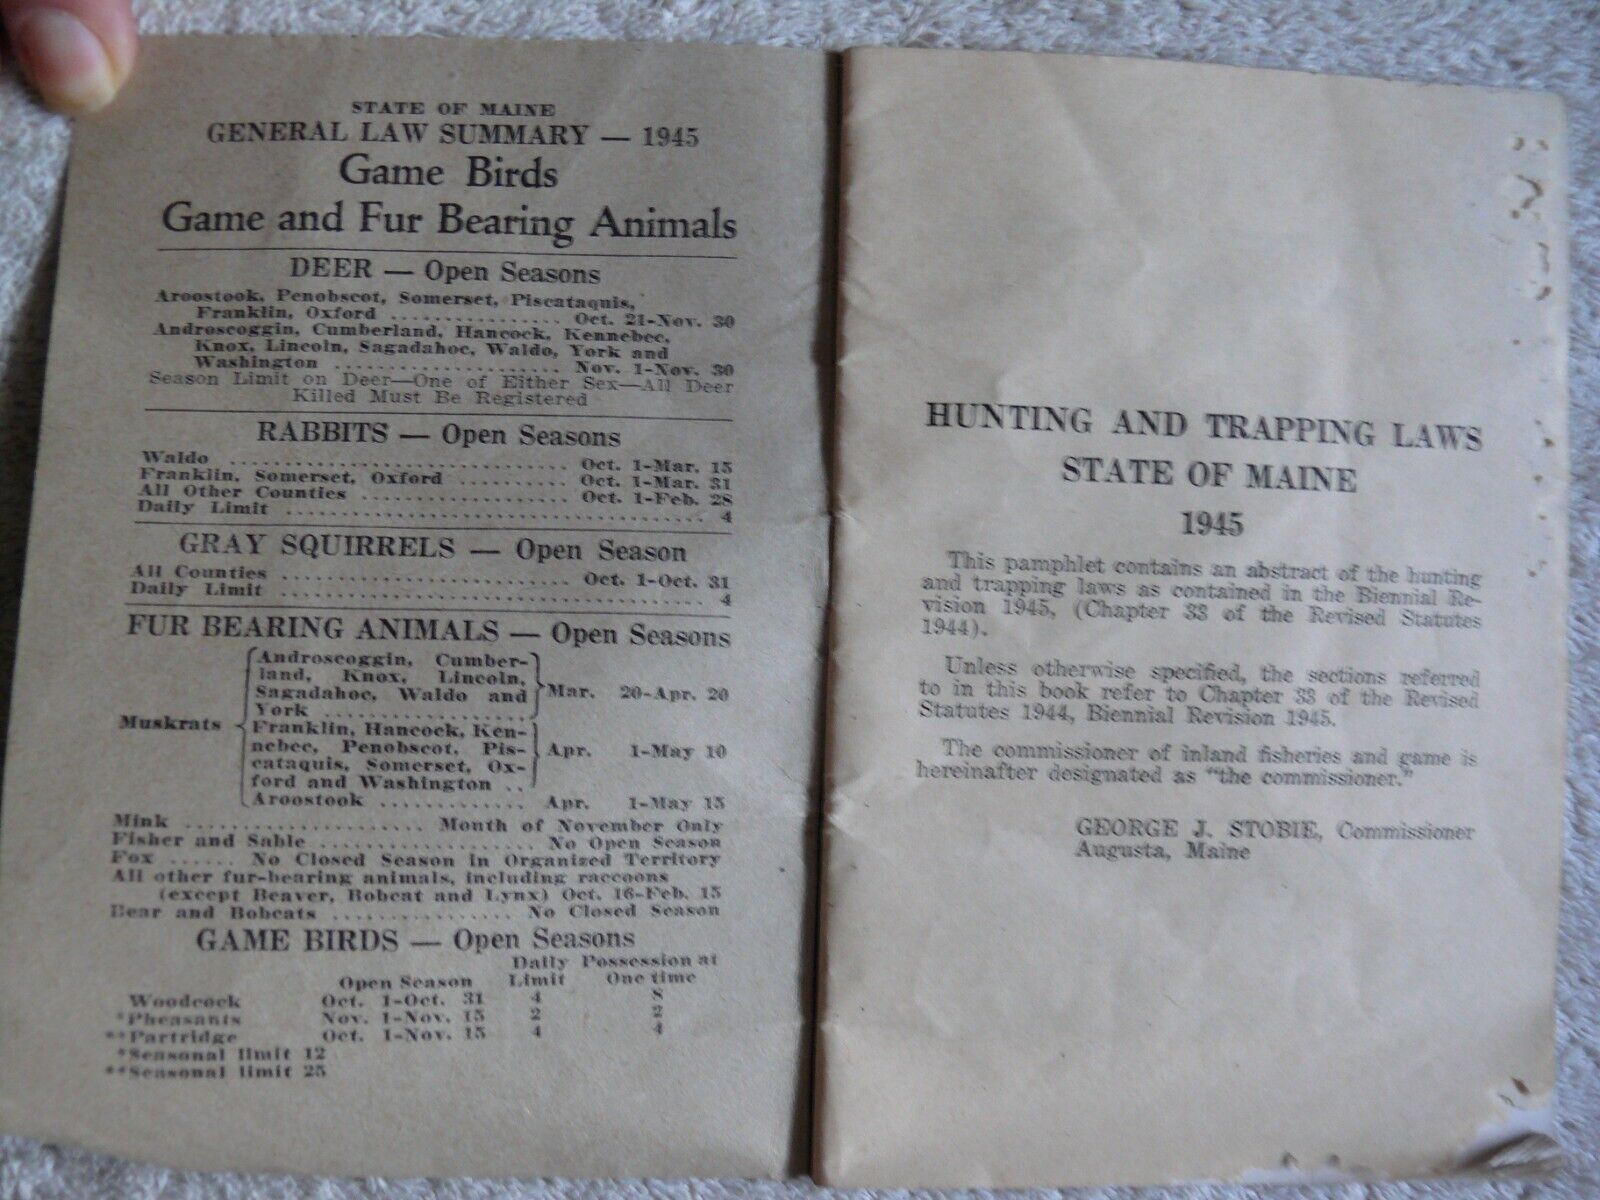 STATE OF MAINE
GENERAL LAW SUMMARY — 1945
Game Birds
Game and Fur Bearing Animals
DEER — Open Seasons
Aroostook, Penobscot, Somerset, Piscataquis,
Franklin, Oxford ................ Oct. 21-Nov. 30
Androscoggin, Cumberland, Hancock, Kennebec,
Knox, Lincoln, Sagadahoc, Waldo, York and
Washington ..................... Nov. 1-Nov. 30
Season Limit on Deer—One of Either Sex—All Deer
Killed Must Be Registered
RABBITS — Open Seasons
Waldo ................................ Oct. 1-Mar. 15
Franklin, Somerset, Oxford .......... Oct. 1-Mar. 31
All Other Counties .................... Oct. 1-Feb. 28
Daily Limit ........................................ 4
GRAY SQUIRRELS — Open Season
All Counties ........................... Oct. 1-Oct. 31
Daily Limit ........................................ 4
FUR BEARING ANIMALS — Open Seasons
Androscoggin, Cumber-
land, Knox, Lincoln,
Sagadahoc, Waldo and
York ................... Mar. 20-Apr. 20
Muskrats
Franklin, Hancock, Ken-
nebec, Penobscot, Pis-
cataquis, Somerset, Ox-
ford and Washington .. Apr. 1-May 10
Aroostook ............. Apr. 1-May 15
Mink ..................... Month of November Only
Fisher and Sable ................... No Open Season
Fox ...... No Closed Season in Organized Territory
All other fur-bearing animals, including raccoons
(except Beaver, Bobcat and Lynx) Oct. 16-Feb. 15
Bear and Bobcats ................ No Closed Season
GAME BIRDS — Open Seasons
Daily Possession at
Open Season Limit One time
Woodcock Oct. 1-Oct. 31 4 8
*Pheasants Nov. 1-Nov. 15 2 2
**Partridge Oct. 1-Nov. 15 4 4
*Seasonal limit 12
**Seasonal limit 25
HUNTING AND TRAPPING LAWS
STATE OF MAINE
1945
This pamphlet contains an abstract of the hunting
and trapping laws as contained in the Biennial Re-
vision 1945, (Chapter 33 of the Revised Statutes
1944).
Unless otherwise specified, the sections referred
to in this book refer to Chapter 33 of the Revised
Statutes 1944, Biennial Revision 1945.
The commissioner of inland fisheries and game is
hereinafter designated as "the commissioner."
GEORGE J. STOBIE, Commissioner
Augusta, Maine